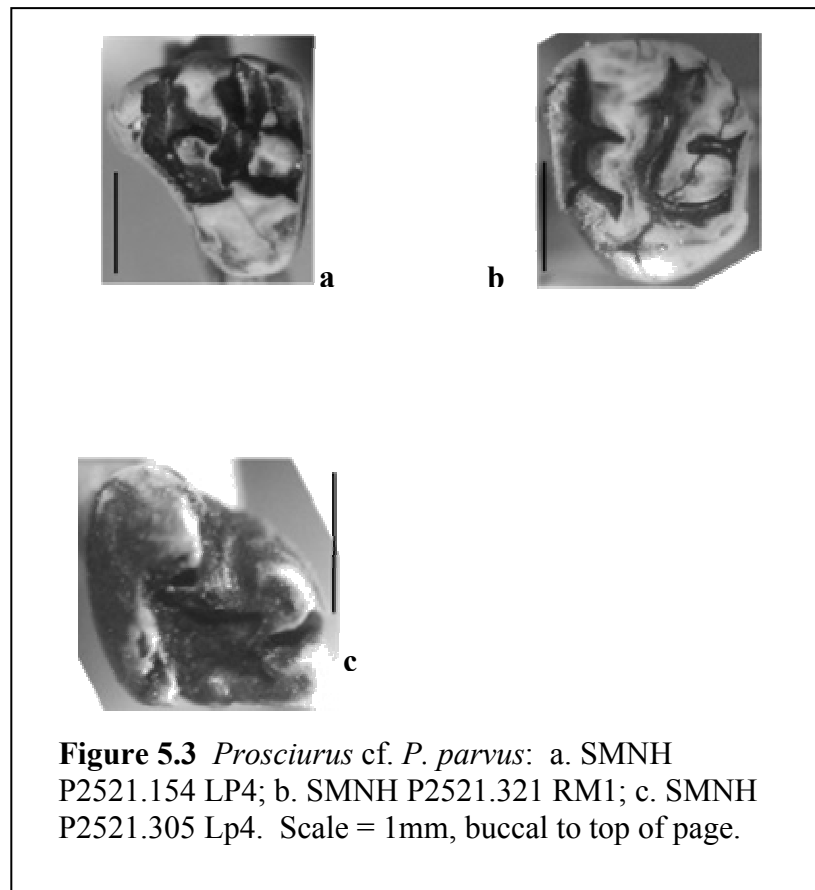 a
b
c
Figure 5.3 Prosciurus cf. P. parvus: a. SMNH
P2521.154 LP4; b. SMNH P2521.321 RM1; c. SMNH
P2521.305 Lp4. Scale = 1mm, buccal to top of page.